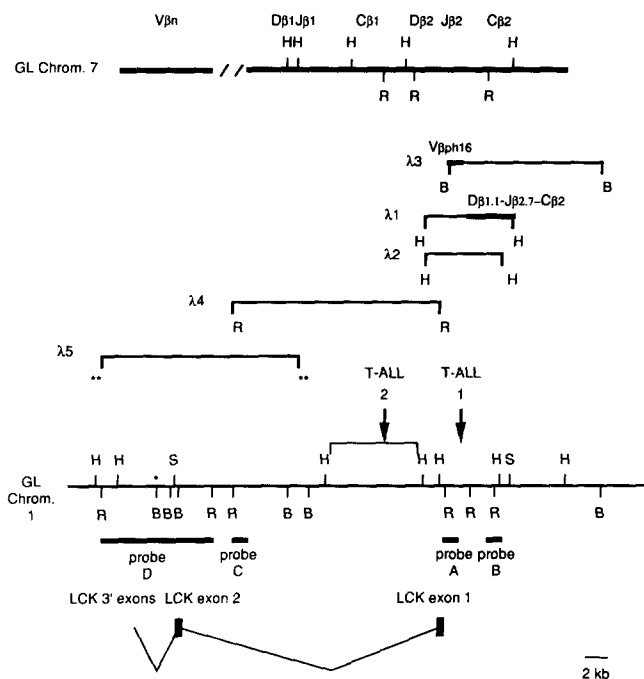 Vβn Dβ1Jβ1 Cβ1 Dβ2 Jβ2 Cβ2
H H H H H
GL Chrom. 7
R R R
Vβph16
λ3
B B
Dβ1.1-Jβ2.7-Cβ2
λ1
H H
λ2
H H
λ4
R R
λ5
** **
T-ALL T-ALL
2 1
H H * S H H H H S H
GL
Chrom.
1
R B B B R R B B R R R B
probe probe probe probe
D C A B
LCK 3' exons LCK exon 2 LCK exon 1
2 kb